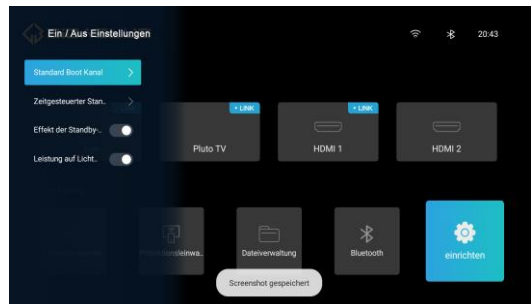 Ein / Aus Einstellungen
20:43
Standard Boot Kanal
Zeitgesteuerter Stan..
Effekt der Standby-..
Leistung auf Licht..
• LINK
• LINK
Pluto TV
HDMI 1
HDMI 2
Dateiverwaltung
Bluetooth
einrichten
Screenshot gespeichert